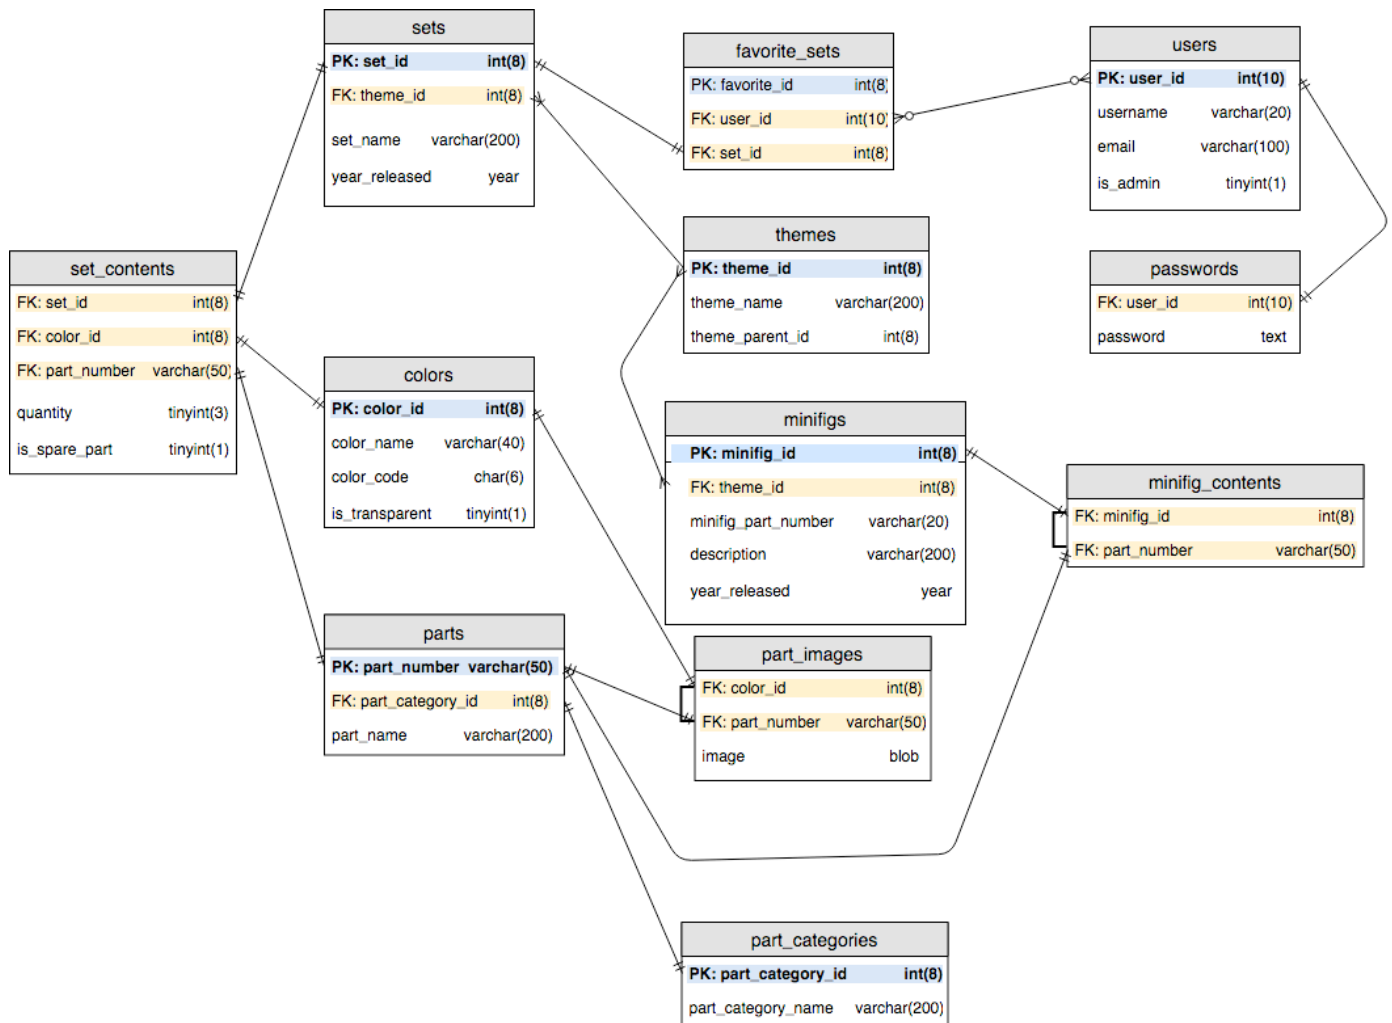 sets
PK: set_id int(8)
FK: theme_id int(8)
set_name varchar(200)
year_released year
favorite_sets
PK: favorite_id int(8)
FK: user_id int(10)
FK: set_id int(8)
users
PK: user_id int(10)
username varchar(20)
email varchar(100)
is_admin tinyint(1)
themes
PK: theme_id int(8)
theme_name varchar(200)
theme_parent_id int(8)
passwords
FK: user_id int(10)
password text
set_contents
FK: set_id int(8)
FK: color_id int(8)
FK: part_number varchar(50)
quantity tinyint(3)
is_spare_part tinyint(1)
colors
PK: color_id int(8)
color_name varchar(40)
color_code char(6)
is_transparent tinyint(1)
minifigs
PK: minifig_id int(8)
FK: theme_id int(8)
minifig_part_number varchar(20)
description varchar(200)
year_released year
minifig_contents
FK: minifig_id int(8)
FK: part_number varchar(50)
parts
PK: part_number varchar(50)
FK: part_category_id int(8)
part_name varchar(200)
part_images
FK: color_id int(8)
FK: part_number varchar(50)
image blob
part_categories
PK: part_category_id int(8)
part_category_name varchar(200)